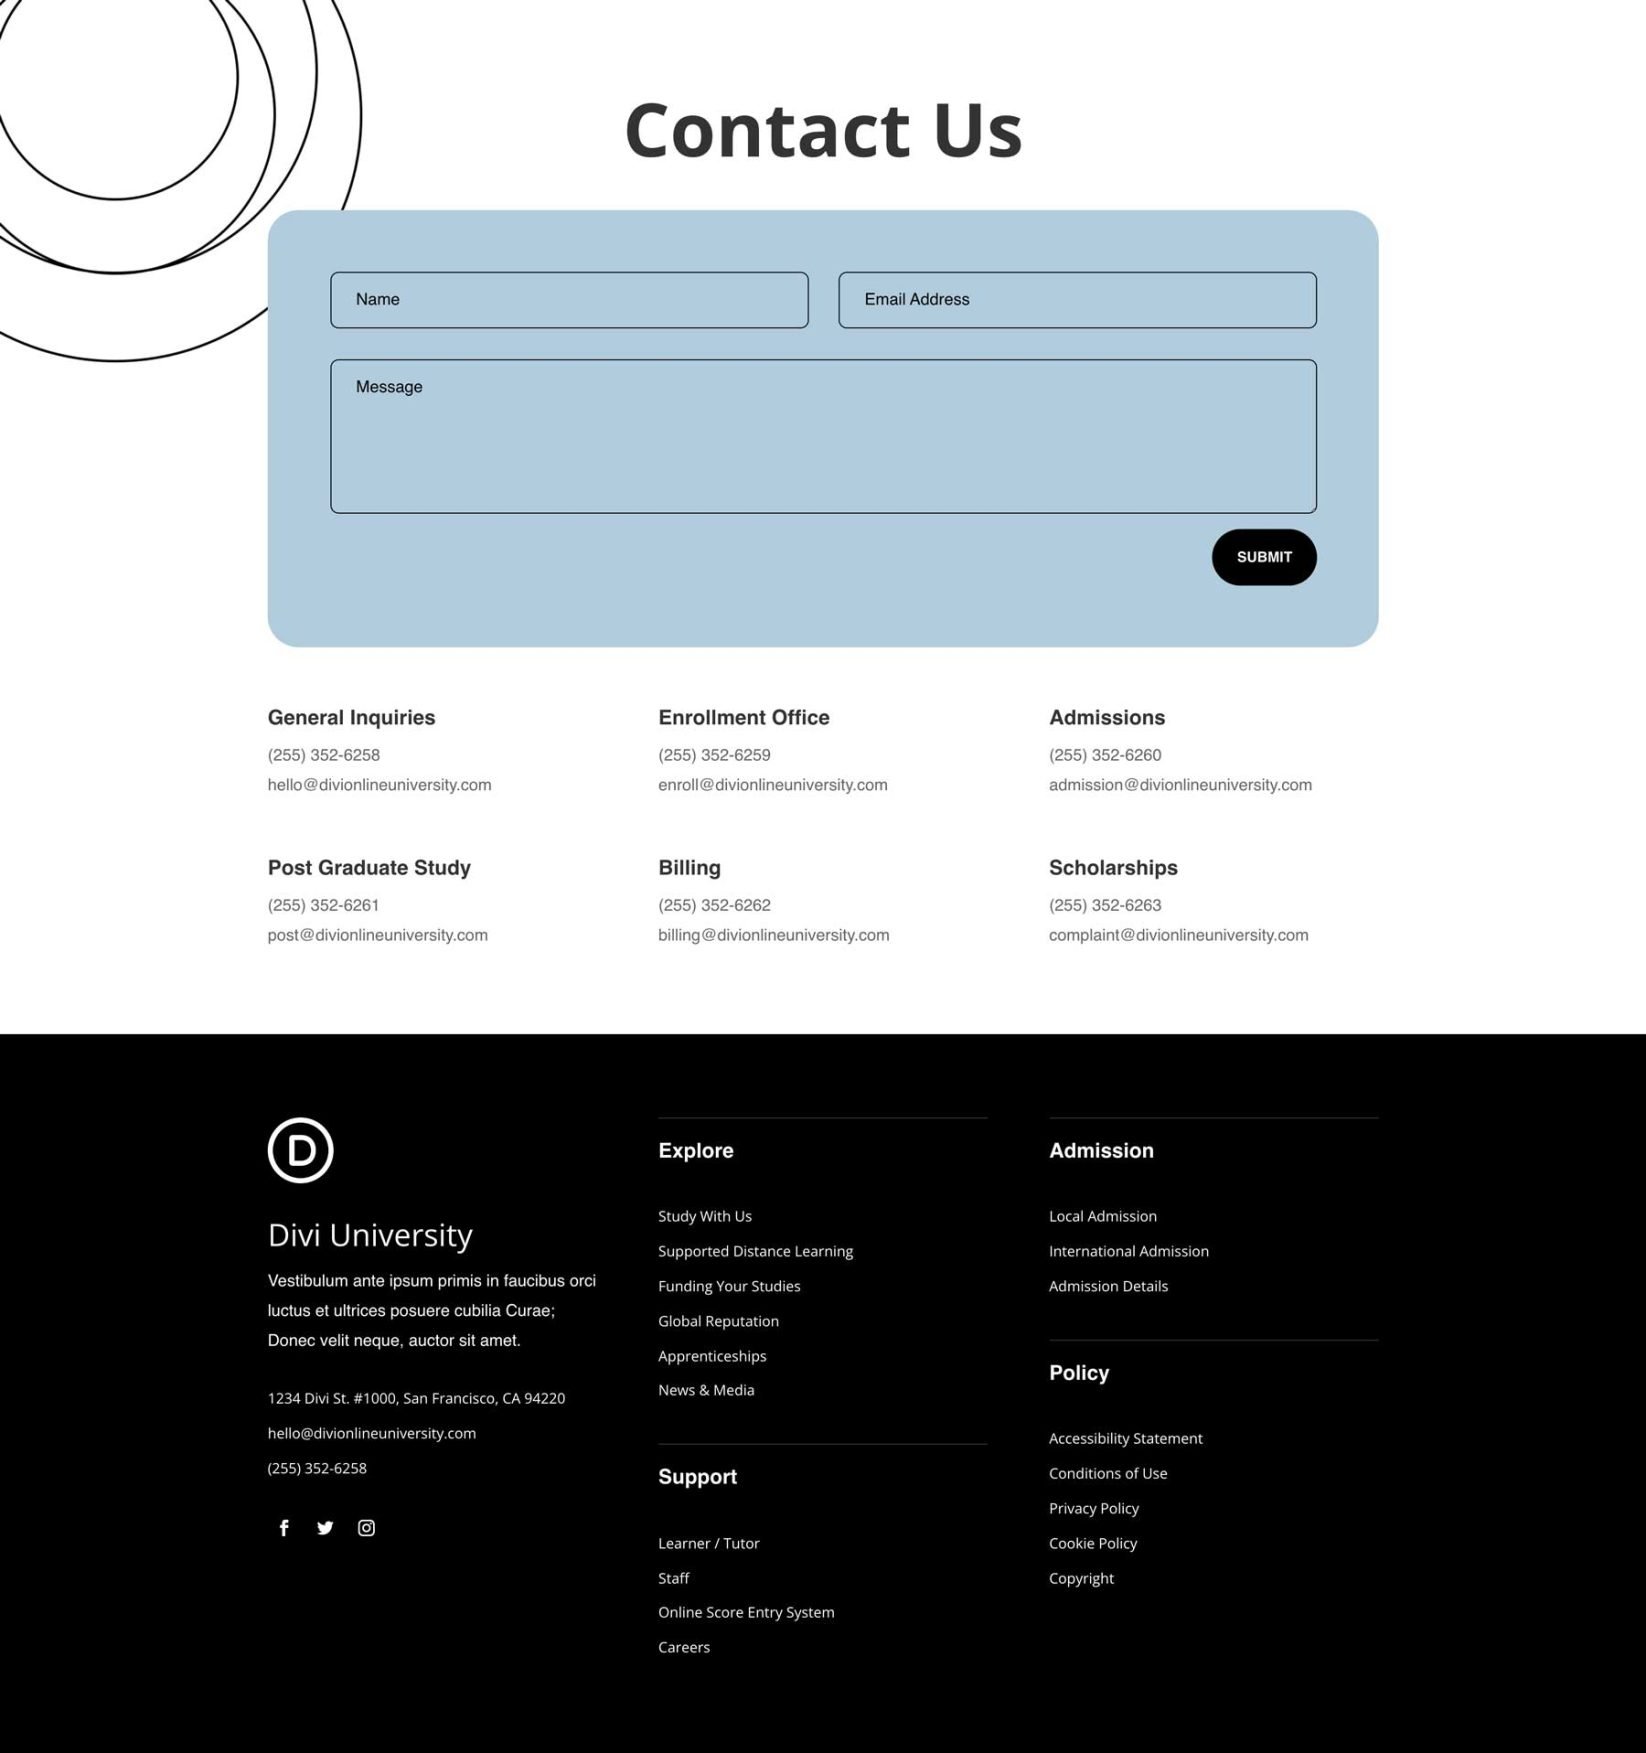 Contact Us
Name
Email Address
Message
SUBMIT
General Inquiries
(255) 352-6258
hello@divionlineuniversity.com
Enrollment Office
(255) 352-6259
enroll@divionlineuniversity.com
Admissions
(255) 352-6260
admission@divionlineuniversity.com
Post Graduate Study
(255) 352-6261
post@divionlineuniversity.com
Billing
(255) 352-6262
billing@divionlineuniversity.com
Scholarships
(255) 352-6263
complaint@divionlineuniversity.com
D
Divi University
Vestibulum ante ipsum primis in faucibus orci
luctus et ultrices posuere cubilia Curae;
Donec velit neque, auctor sit amet.
1234 Divi St. #1000, San Francisco, CA 94220
hello@divionlineuniversity.com
(255) 352-6258
Explore
Study With Us
Supported Distance Learning
Funding Your Studies
Global Reputation
Apprenticeships
News & Media
Support
Learner / Tutor
Staff
Online Score Entry System
Careers
Admission
Local Admission
International Admission
Admission Details
Policy
Accessibility Statement
Conditions of Use
Privacy Policy
Cookie Policy
Copyright